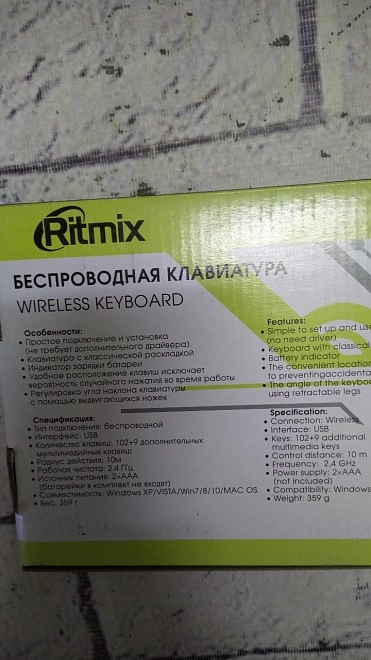 Ritmix
БЕСПРОВОДНАЯ КЛАВИАТУРА
WIRELESS KEYBOARD
Особенности:
• Простое подключение и установка
(не требует дополнительного драйвера)
• Клавиатура с классической раскладкой
• Индикатор зарядки батареи
• Удобное расположение клавиш исключает
вероятность случайного нажатия во время работы
• Регулировка угла наклона клавиатуры
с помощью выдвигающихся ножек
Спецификация:
• Тип подключения: беспроводной
• Интерфейс: USB
• Количество клавиш: 102+9 дополнительных
мультимедийных клавиш
• Радиус действия: 10м
• Рабочая частота: 2,4 ГГц
• Источник питания: 2×AAA
(батарейки в комплект не входят)
• Совместимость: Windows XP/VISTA/Win7/8/10/MAC OS
• Вес: 359 г
Features:
• Simple to set up and use
(no need driver)
• Keyboard with classical
• Battery indicator
• The convenient location
to preventingaccidenta
• The angle of the keyboa
using retractable legs
Specification:
• Connection: Wireless
• Interface: USB
• Keys: 102+9 additional
multimedia keys
• Control distance: 10 m
• Frequency: 2,4 GHz
• Power supply: 2×AAA
(not included)
• Compatibility: Windows
• Weight: 359 g